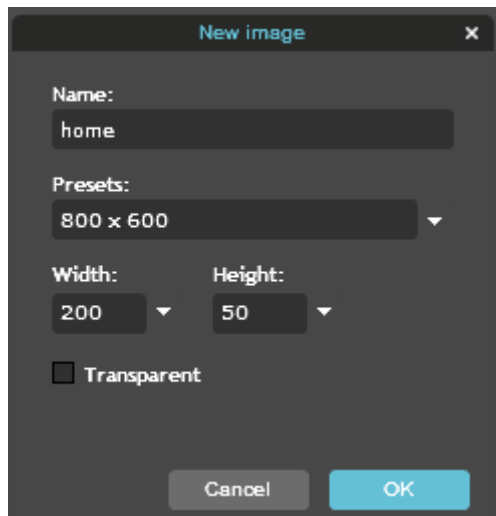 New image
Name:
home
Presets:
800 x 600
Width: Height:
200 50
Transparent
Cancel OK